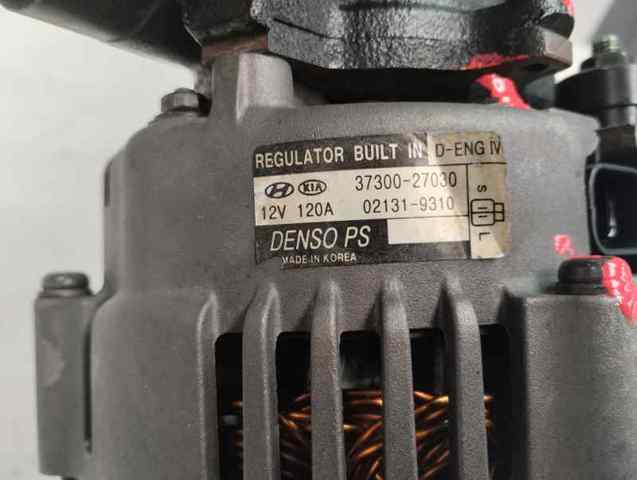 REGULATOR BUILT IN D-ENG IV
KIA 37300-27030
12V 120A 02131-9310
S
L
DENSO PS
MADE IN KOREA